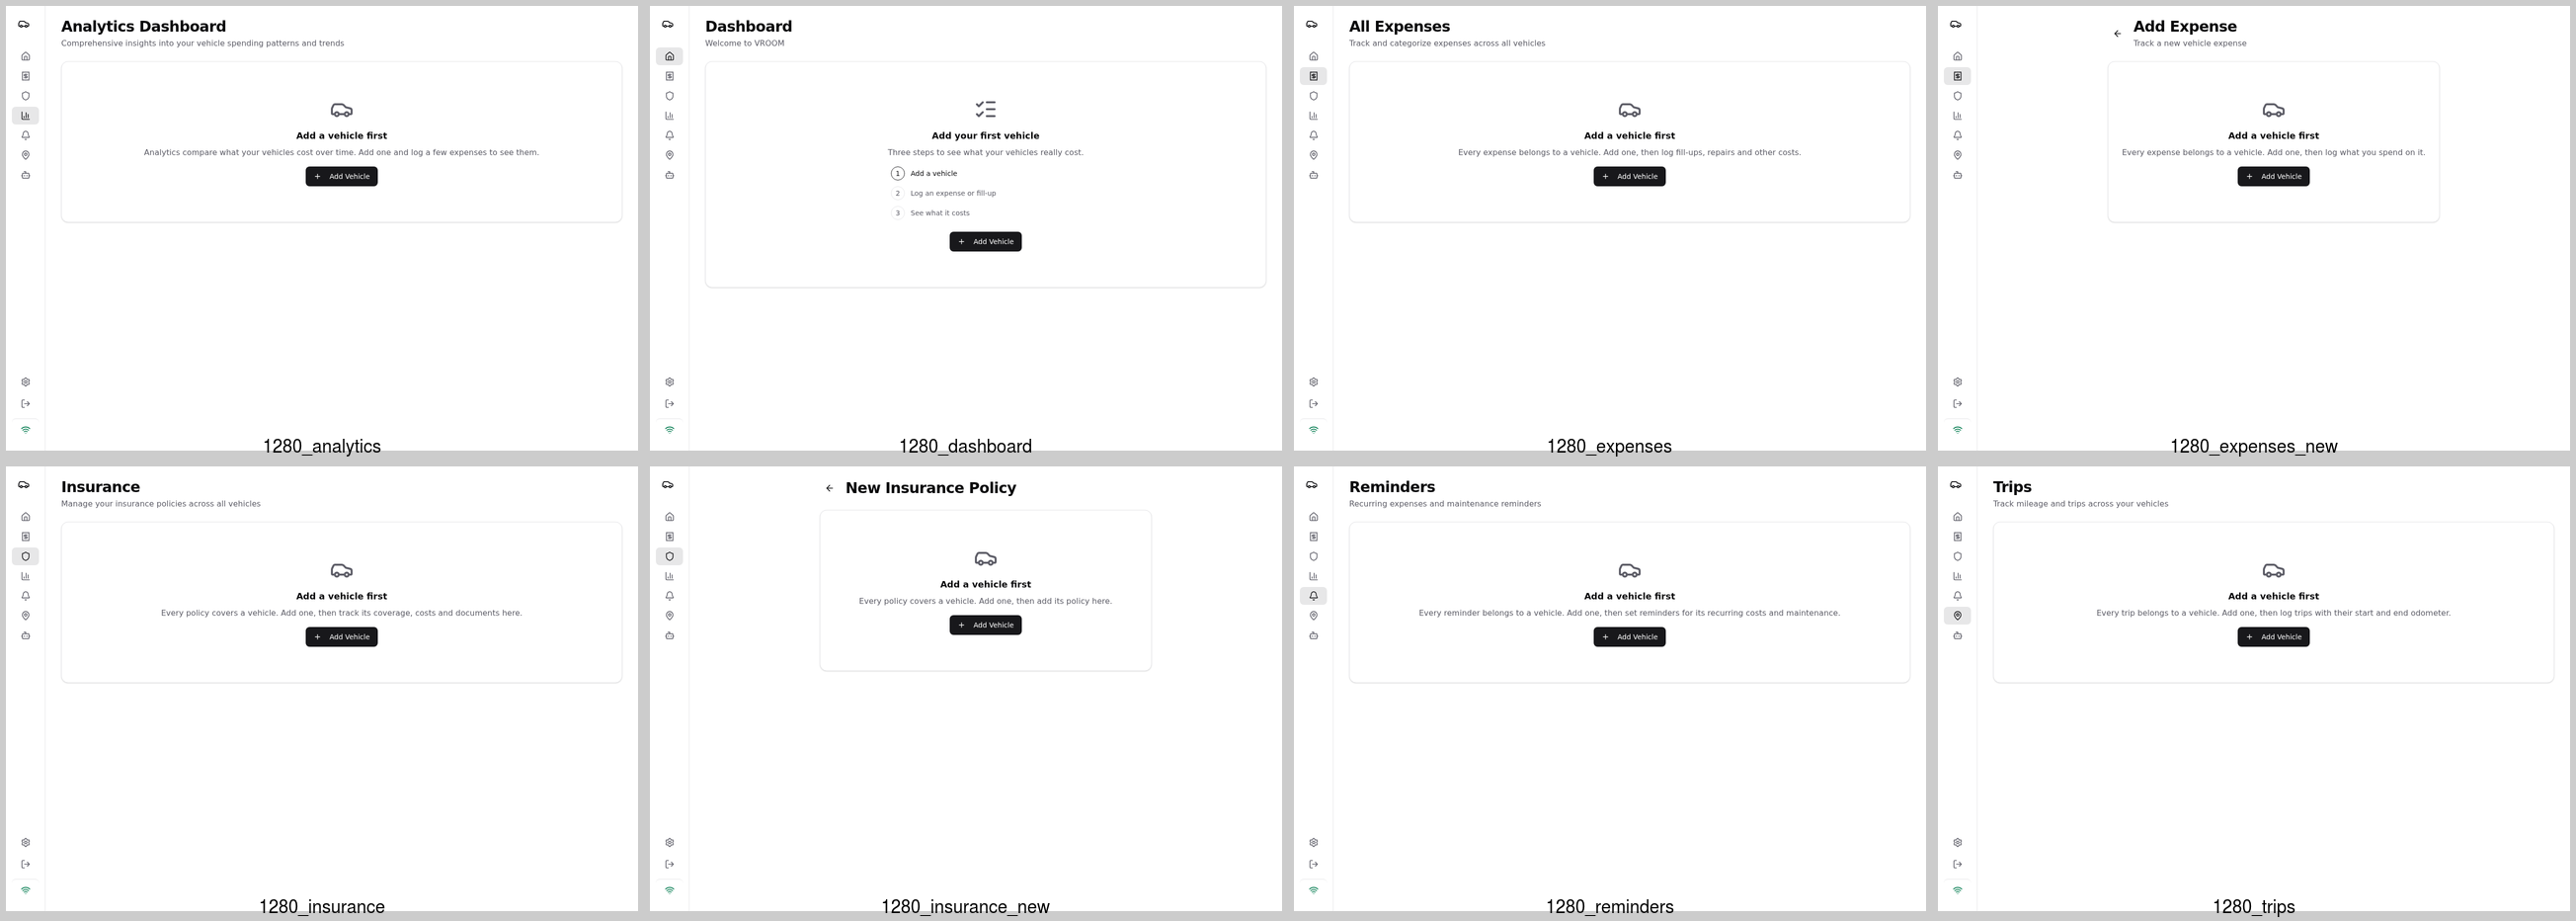 Analytics Dashboard
Comprehensive insights into your vehicle spending patterns and trends
Add a vehicle first
Analytics compare what your vehicles cost over time. Add one and log a few expenses to see them.
+ Add Vehicle
1280_analytics
Dashboard
Welcome to VROOM
Add your first vehicle
Three steps to see what your vehicles really cost.
1 Add a vehicle
2 Log an expense or fill-up
3 See what it costs
+ Add Vehicle
1280_dashboard
All Expenses
Track and categorize expenses across all vehicles
Add a vehicle first
Every expense belongs to a vehicle. Add one, then log fill-ups, repairs and other costs.
+ Add Vehicle
1280_expenses
Add Expense
Track a new vehicle expense
Add a vehicle first
Every expense belongs to a vehicle. Add one, then log what you spend on it.
+ Add Vehicle
1280_expenses_new
Insurance
Manage your insurance policies across all vehicles
Add a vehicle first
Every policy covers a vehicle. Add one, then track its coverage, costs and documents here.
+ Add Vehicle
1280_insurance
New Insurance Policy
Add a vehicle first
Every policy covers a vehicle. Add one, then add its policy here.
+ Add Vehicle
1280_insurance_new
Reminders
Recurring expenses and maintenance reminders
Add a vehicle first
Every reminder belongs to a vehicle. Add one, then set reminders for its recurring costs and maintenance.
+ Add Vehicle
1280_reminders
Trips
Track mileage and trips across your vehicles
Add a vehicle first
Every trip belongs to a vehicle. Add one, then log trips with their start and end odometer.
+ Add Vehicle
1280_trips